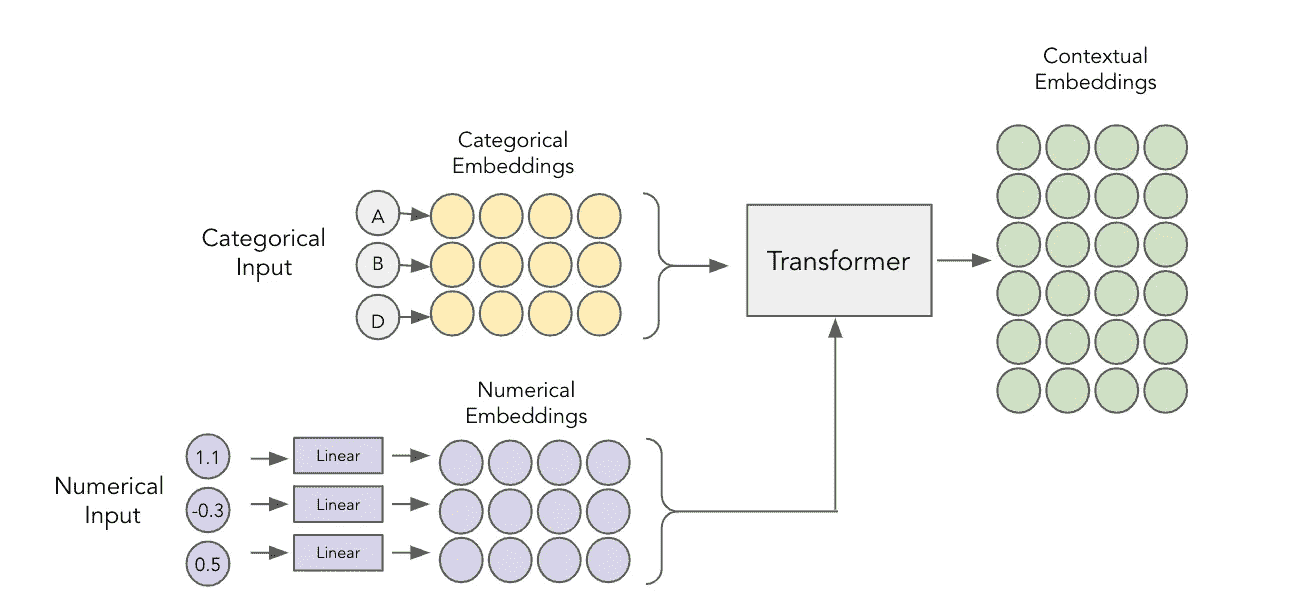 Contextual
Embeddings
Categorical
Embeddings
Categorical
Input
A
B
D
Transformer
Numerical
Embeddings
Numerical
Input
1.1
Linear
-0.3
Linear
0.5
Linear